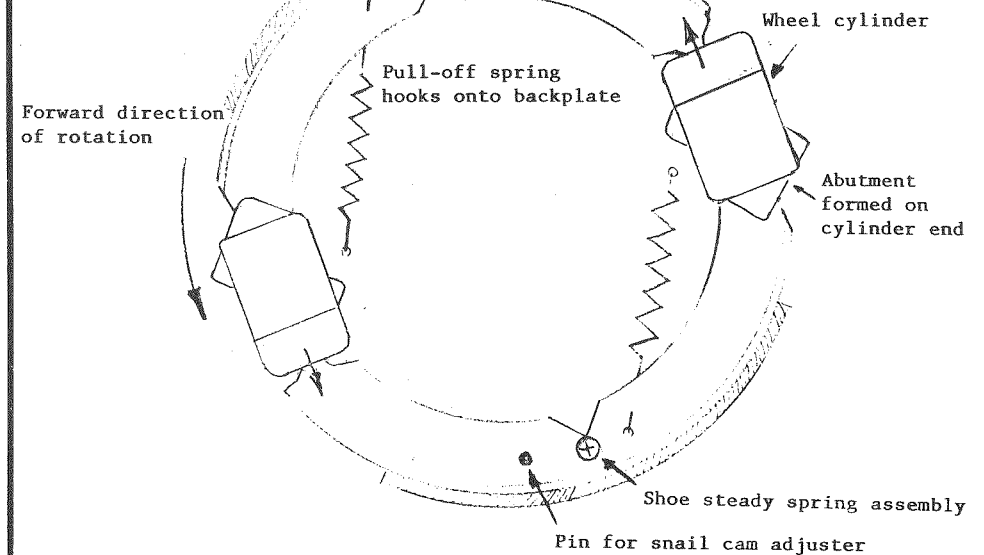 Wheel cylinder
Pull-off spring
hooks onto backplate
Forward direction
of rotation
Abutment
formed on
cylinder end
Shoe steady spring assembly
Pin for snail cam adjuster